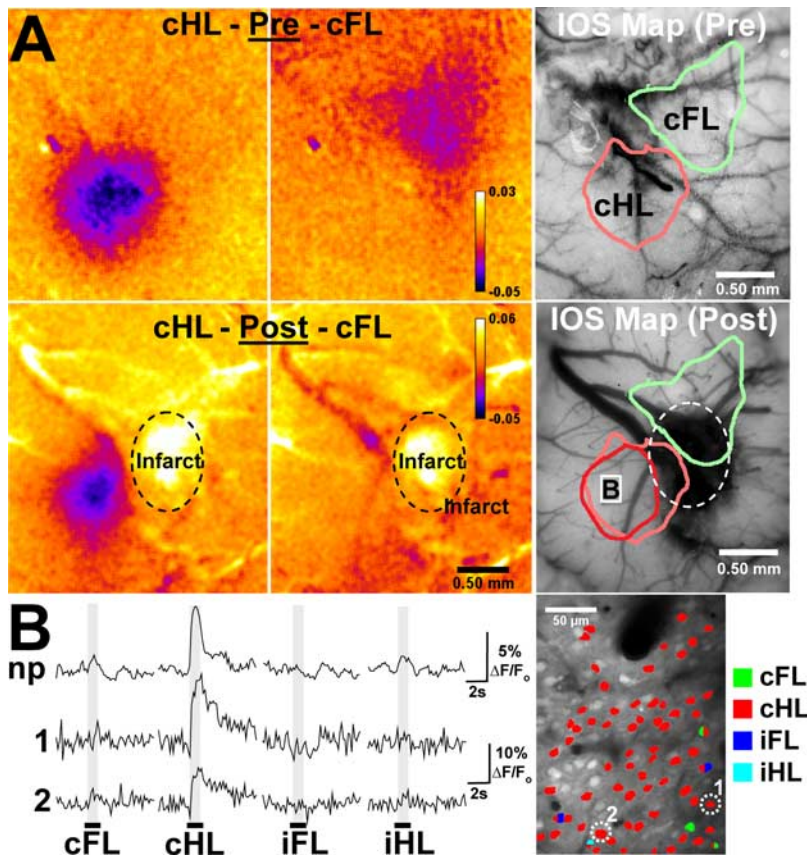 A
cHL - Pre - cFL
IOS Map (Pre)
cFL
cHL
0.03
-0.05
0.50 mm
cHL - Post - cFL
IOS Map (Post)
0.06
-0.05
Infarct
Infarct
Infarct
B
0.50 mm
0.50 mm
B
np
5%
ΔF/Fo
2s
1
10%
ΔF/Fo
2s
2
cFL
cHL
iFL
iHL
50 µm
1
2
cFL
cHL
iFL
iHL